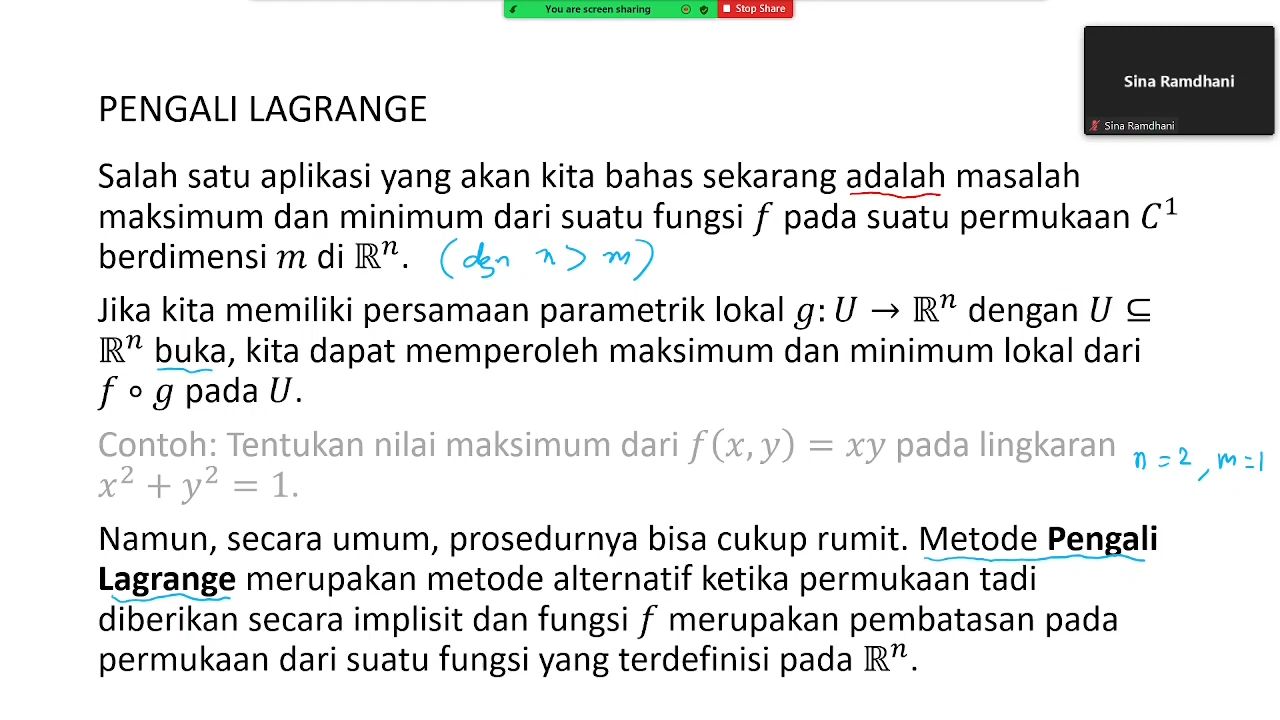 You are screen sharing
Stop Share
Sina Ramdhani
Sina Ramdhani
PENGALI LAGRANGE
Salah satu aplikasi yang akan kita bahas sekarang adalah masalah
maksimum dan minimum dari suatu fungsi f pada suatu permukaan C¹
berdimensi m di ℝⁿ. (dgn n > m)
Jika kita memiliki persamaan parametrik lokal g: U → ℝⁿ dengan U ⊆
ℝⁿ buka, kita dapat memperoleh maksimum dan minimum lokal dari
f ∘ g pada U.
Contoh: Tentukan nilai maksimum dari f(x, y) = xy pada lingkaran
x² + y² = 1.
n = 2, m = 1
Namun, secara umum, prosedurnya bisa cukup rumit. Metode Pengali
Lagrange merupakan metode alternatif ketika permukaan tadi
diberikan secara implisit dan fungsi f merupakan pembatasan pada
permukaan dari suatu fungsi yang terdefinisi pada ℝⁿ.